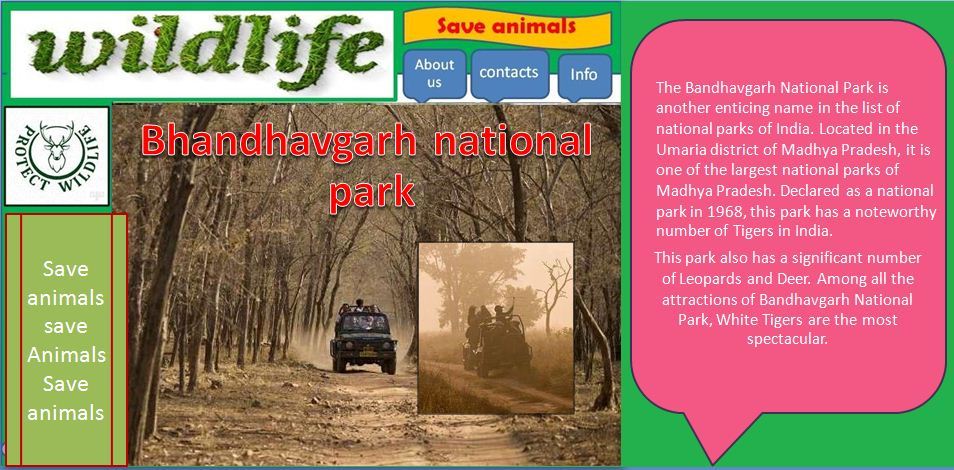 wildlife
Save animals
About
us
contacts
Info
PROTECT WILDLIFE
Bhandhavgarh national
park
Save
animals
save
Animals
Save
animals
The Bandhavgarh National Park is
another enticing name in the list of
national parks of India. Located in the
Umaria district of Madhya Pradesh, it is
one of the largest national parks of
Madhya Pradesh. Declared as a national
park in 1968, this park has a noteworthy
number of Tigers in India.
This park also has a significant number
of Leopards and Deer. Among all the
attractions of Bandhavgarh National
Park, White Tigers are the most
spectacular.